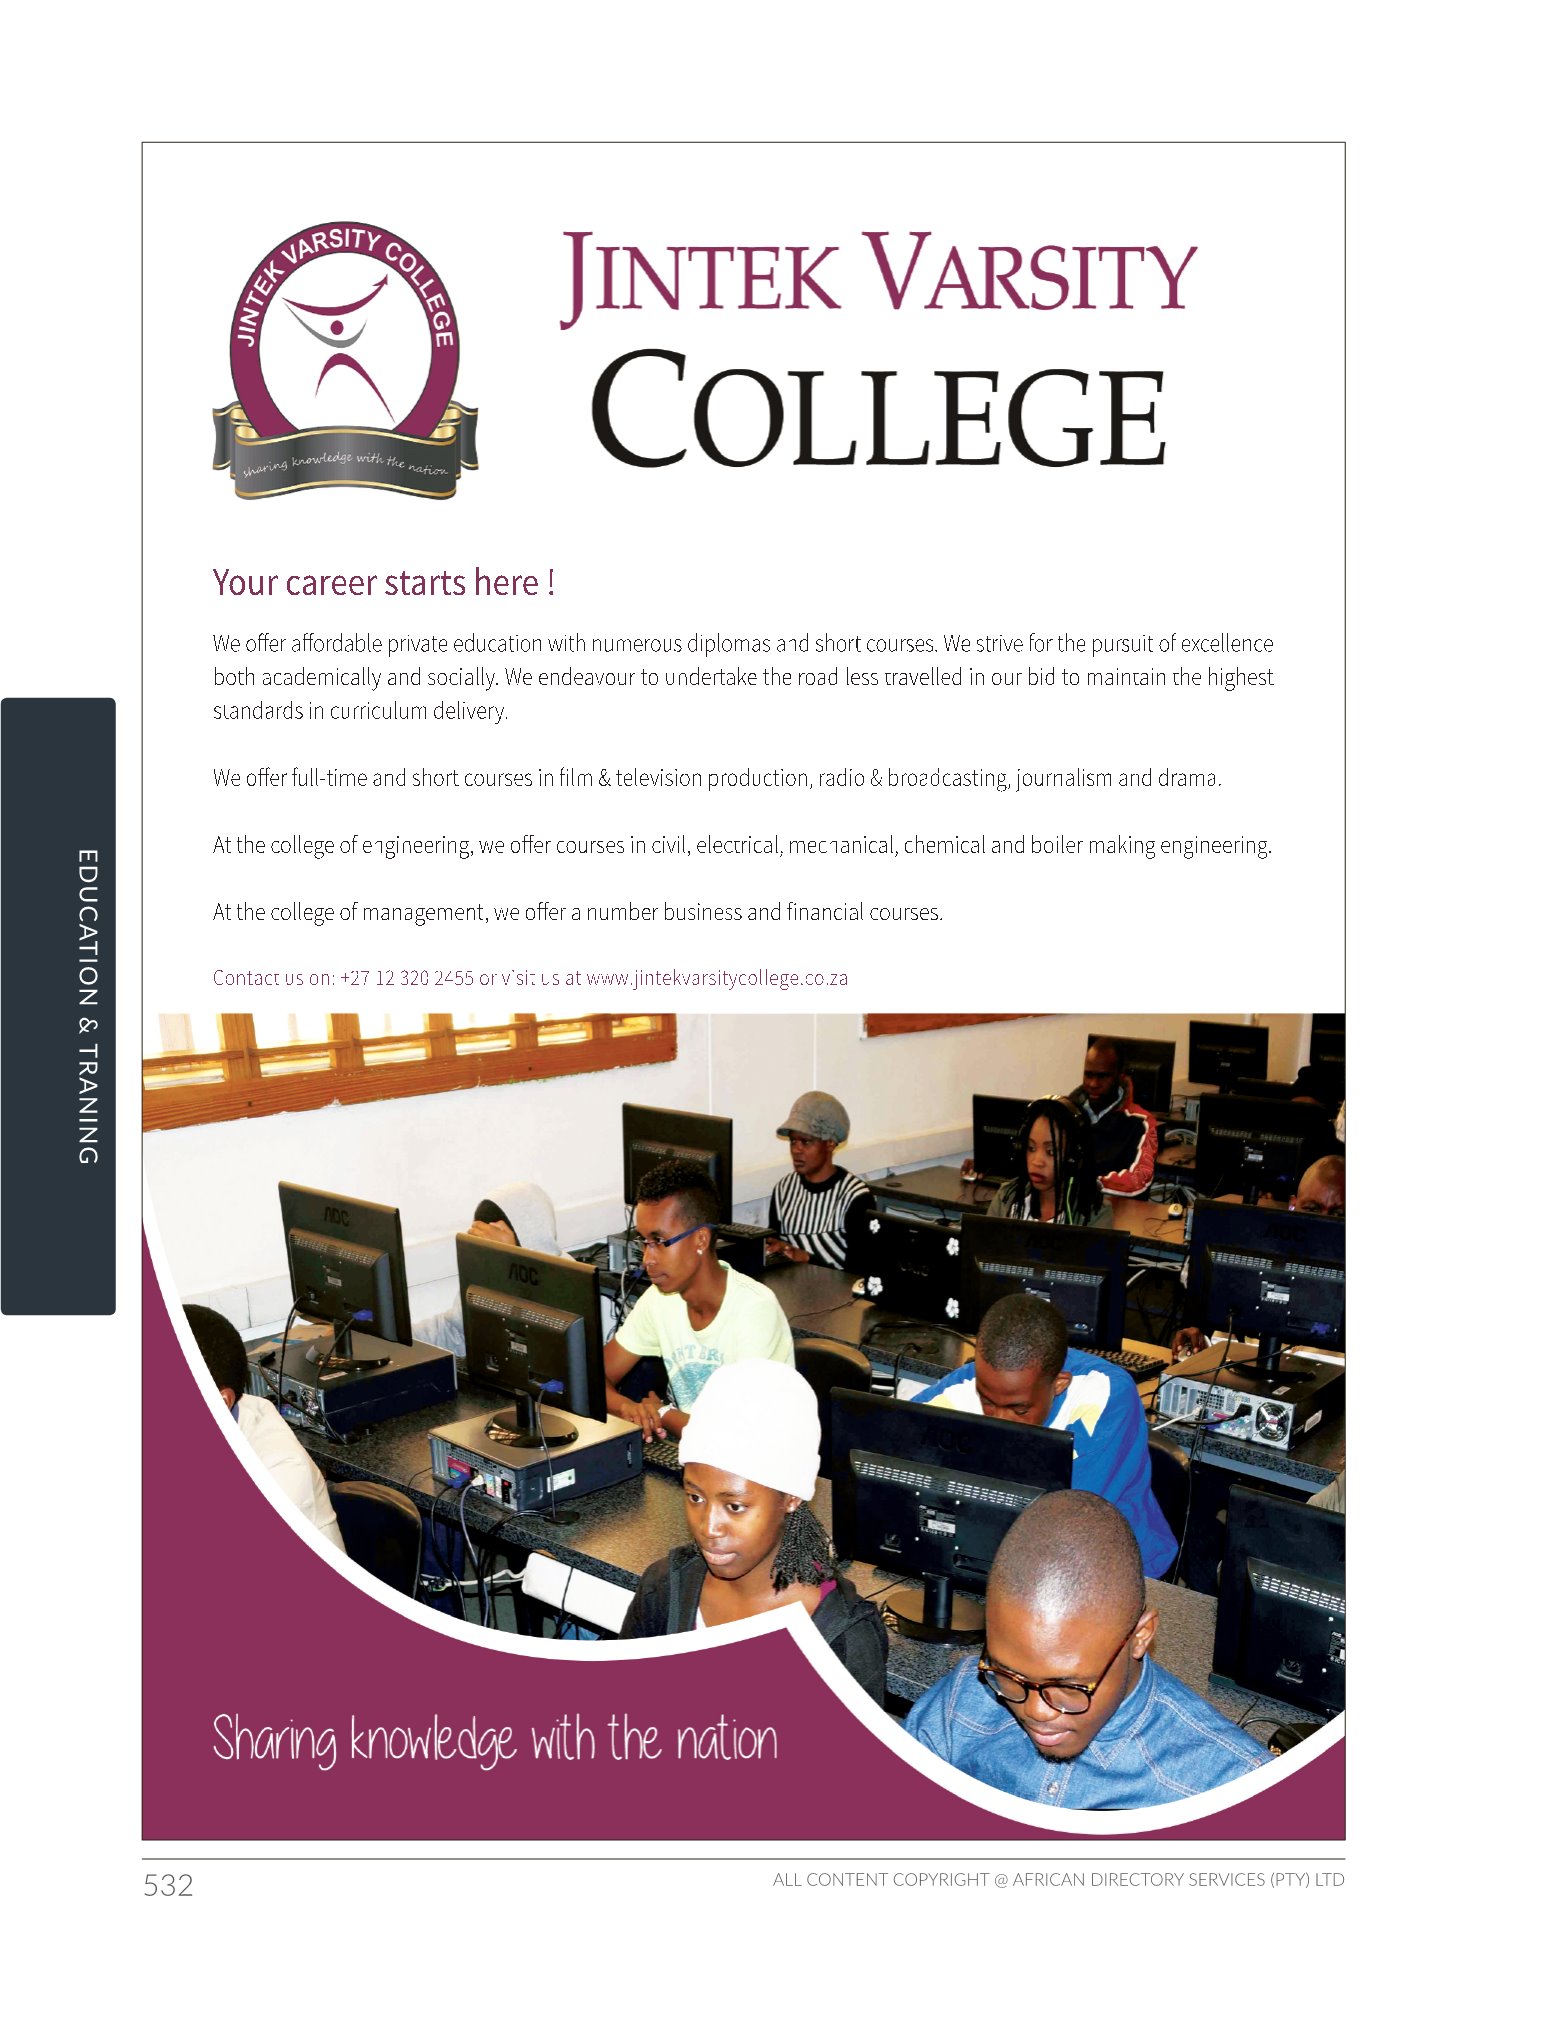 JINTEK VARSITY COLLEGE
sharing knowledge with the nation
JINTEK VARSITY
COLLEGE
Your career starts here !
We offer affordable private education with numerous diplomas and short courses. We strive for the pursuit of excellence
both academically and socially. We endeavour to undertake the road less travelled in our bid to maintain the highest
standards in curriculum delivery.
We offer full-time and short courses in film & television production, radio & broadcasting, journalism and drama.
At the college of engineering, we offer courses in civil, electrical, mechanical, chemical and boiler making engineering.
At the college of management, we offer a number business and financial courses.
Contact us on: +27 12 320 2455 or visit us at www.jintekvarsitycollege.co.za
EDUCATION & TRANING
AOC
AOC
Sharing knowledge with the nation
532
ALL CONTENT COPYRIGHT @ AFRICAN DIRECTORY SERVICES (PTY) LTD